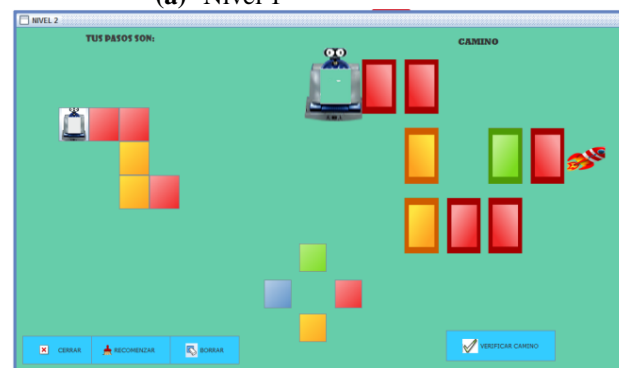 (a) Nivel 1
NIVEL 2
TUS PASOS SON:
CAMINO
CERRAR
RECOMENZAR
BORRAR
VERIFICAR CAMINO